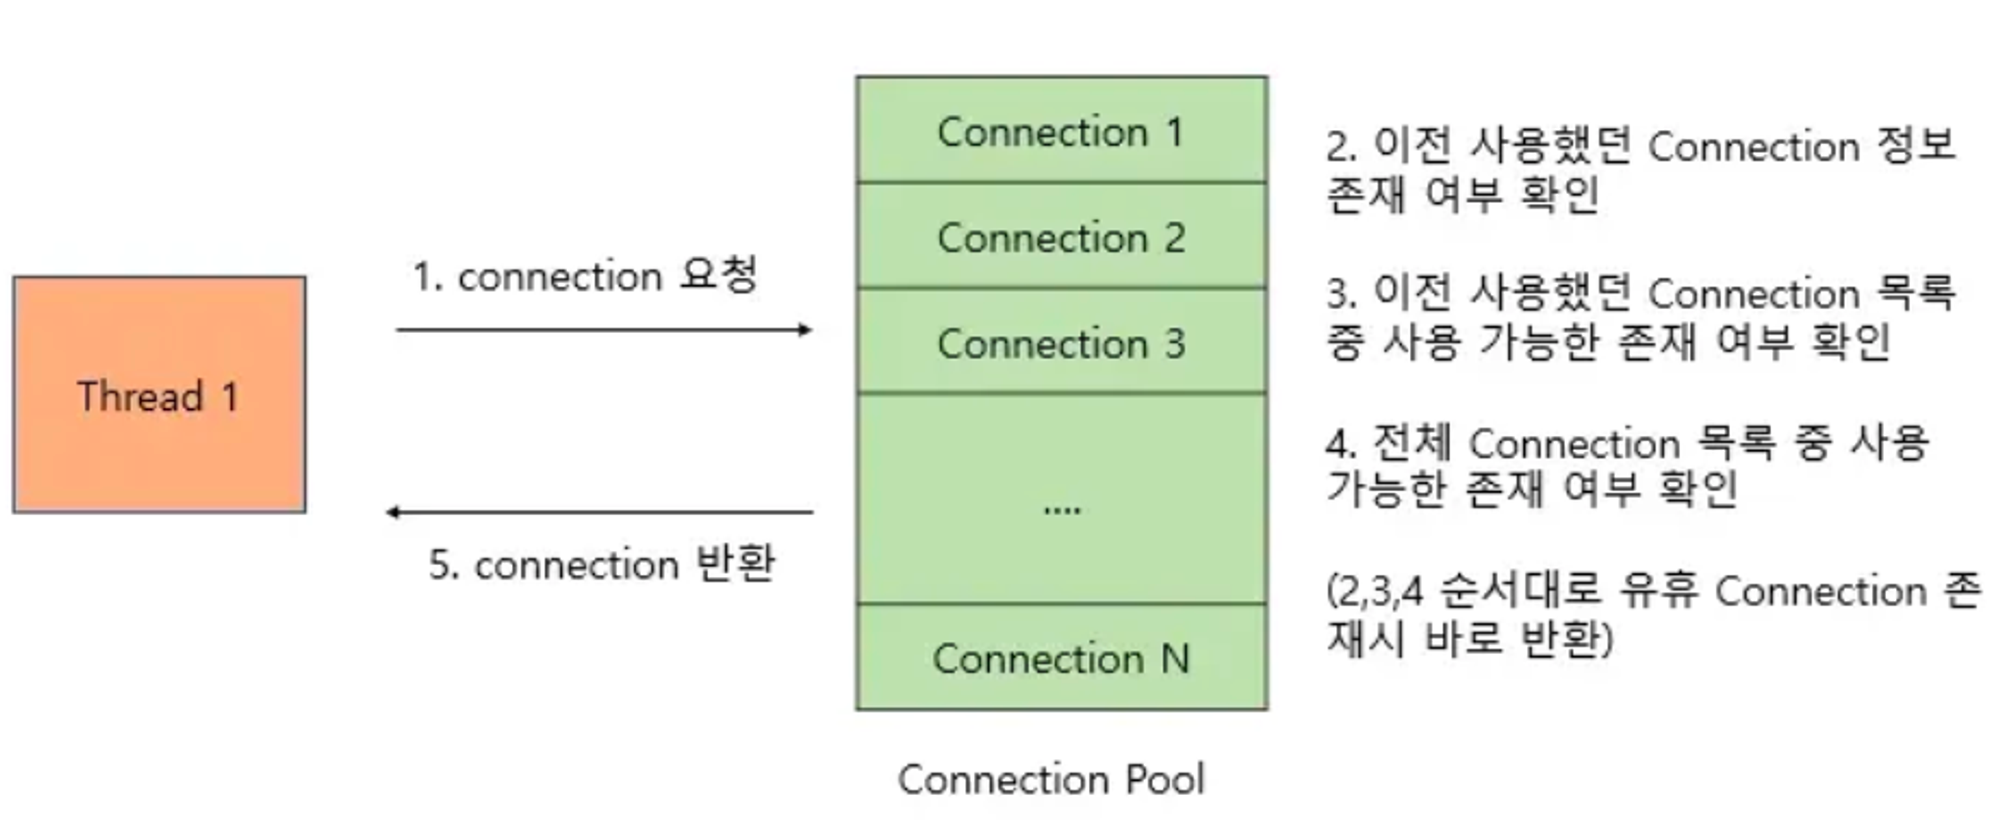 Thread 1
1. connection 요청
5. connection 반환
Connection 1
Connection 2
Connection 3
....
Connection N
Connection Pool
2. 이전 사용했던 Connection 정보
존재 여부 확인
3. 이전 사용했던 Connection 목록
중 사용 가능한 존재 여부 확인
4. 전체 Connection 목록 중 사용
가능한 존재 여부 확인
(2,3,4 순서대로 유휴 Connection 존
재시 바로 반환)